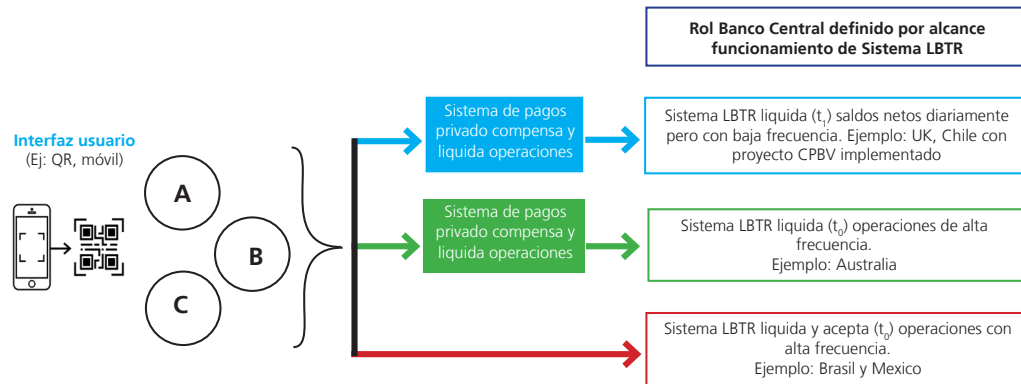 Rol Banco Central definido por alcance
funcionamiento de Sistema LBTR
Interfaz usuario
(Ej: QR, móvil)
A
B
C
Sistema de pagos
privado compensa y
liquida operaciones
Sistema LBTR liquida (t₁) saldos netos diariamente
pero con baja frecuencia. Ejemplo: UK, Chile con
proyecto CPBV implementado
Sistema de pagos
privado compensa y
liquida operaciones
Sistema LBTR liquida (t₀) operaciones de alta
frecuencia.
Ejemplo: Australia
Sistema LBTR liquida y acepta (t₀) operaciones con
alta frecuencia.
Ejemplo: Brasil y Mexico